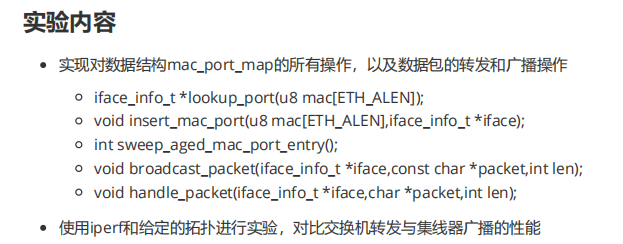 实验内容
实现对数据结构mac_port_map的所有操作，以及数据包的转发和广播操作
iface_info_t *lookup_port(u8 mac[ETH_ALEN]);
void insert_mac_port(u8 mac[ETH_ALEN],iface_info_t *iface);
int sweep_aged_mac_port_entry();
void broadcast_packet(iface_info_t *iface,const char *packet,int len);
void handle_packet(iface_info_t *iface,char *packet,int len);
使用iperf和给定的拓扑进行实验，对比交换机转发与集线器广播的性能